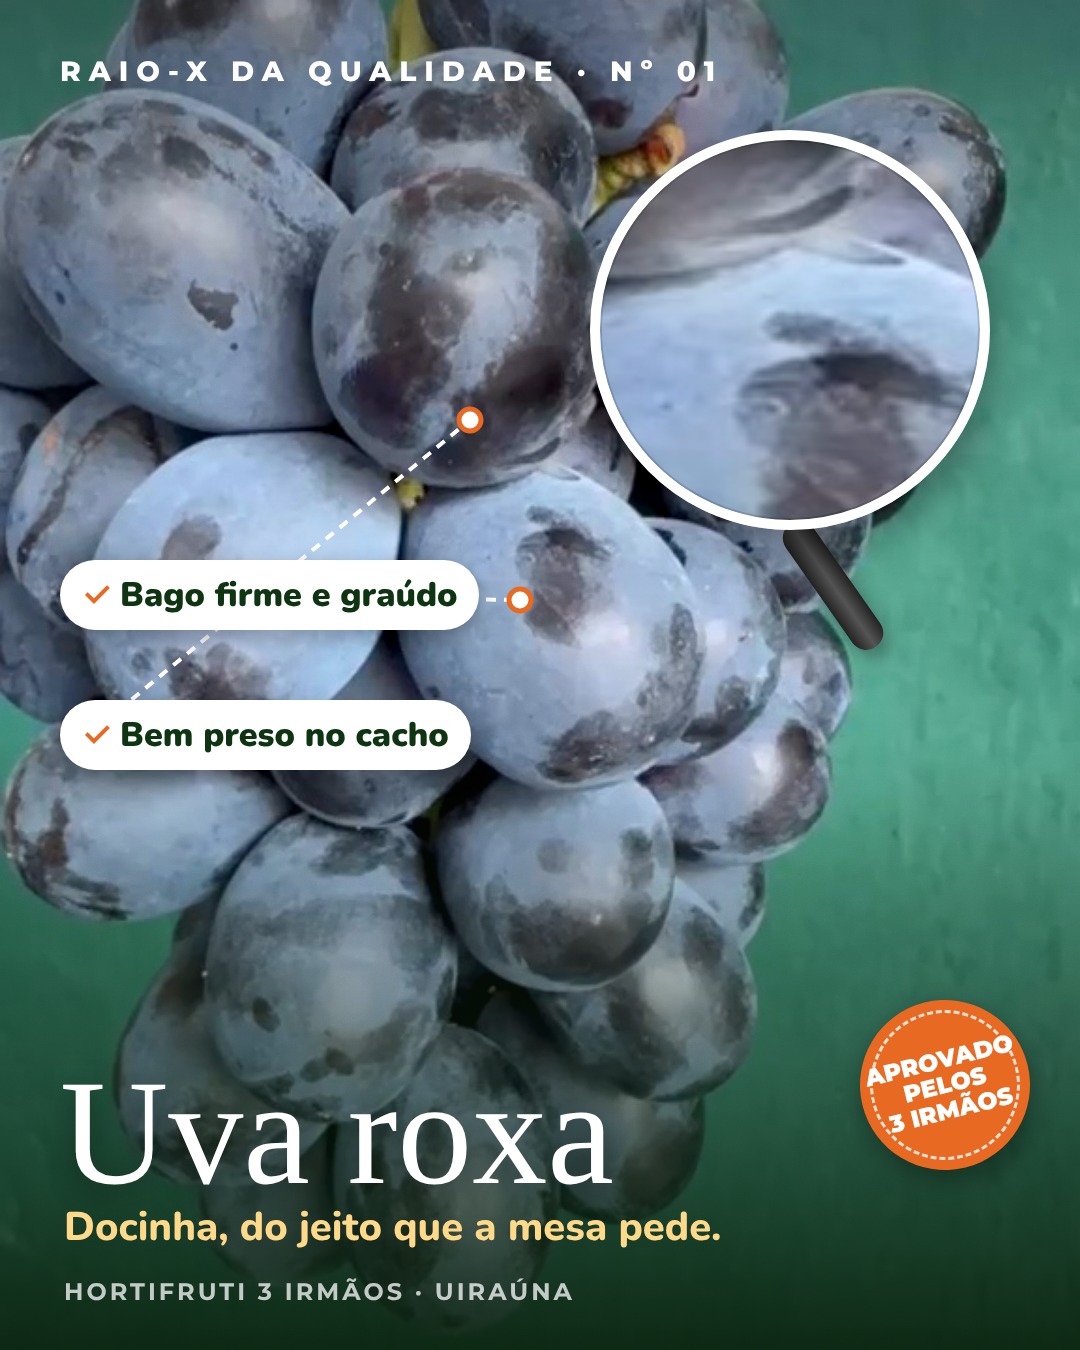 RAIO-X DA QUALIDADE • Nº 01
Bago firme e graúdo
Bem preso no cacho
APROVADO
PELOS
3 IRMÃOS
Uva roxa
Docinha, do jeito que a mesa pede.
HORTIFRUTI 3 IRMÃOS · UIRAÚNA